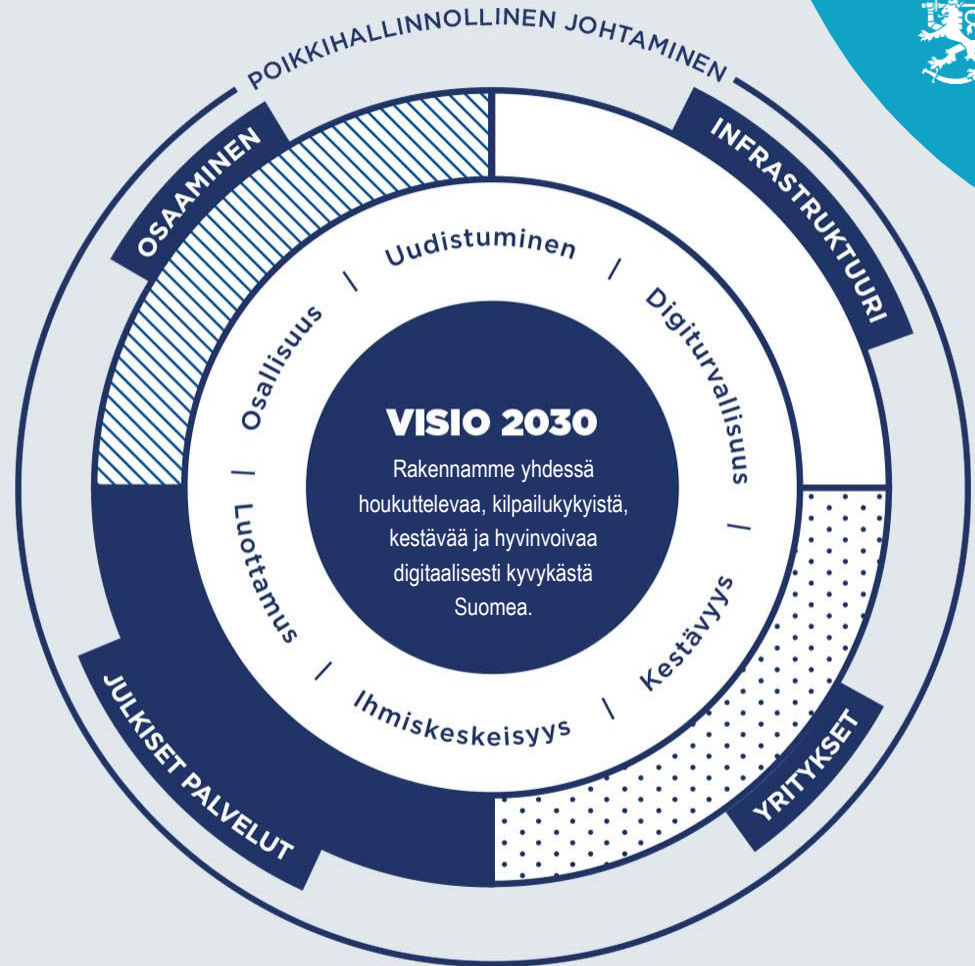 POIKKIHALLINNOLLINEN JOHTAMINEN
OSAAMINEN
INFRASTRUKTUURI
Uudistuminen
|
Digiturvallisuus
|
Kestävyys
|
Ihmiskeskeisyys
|
Luottamus
|
Osallisuus
|
VISIO 2030
Rakennamme yhdessä
houkuttelevaa, kilpailukykyistä,
kestävää ja hyvinvoivaa
digitaalisesti kyvykästä
Suomea.
JULKISET PALVELUT
YRITYKSET